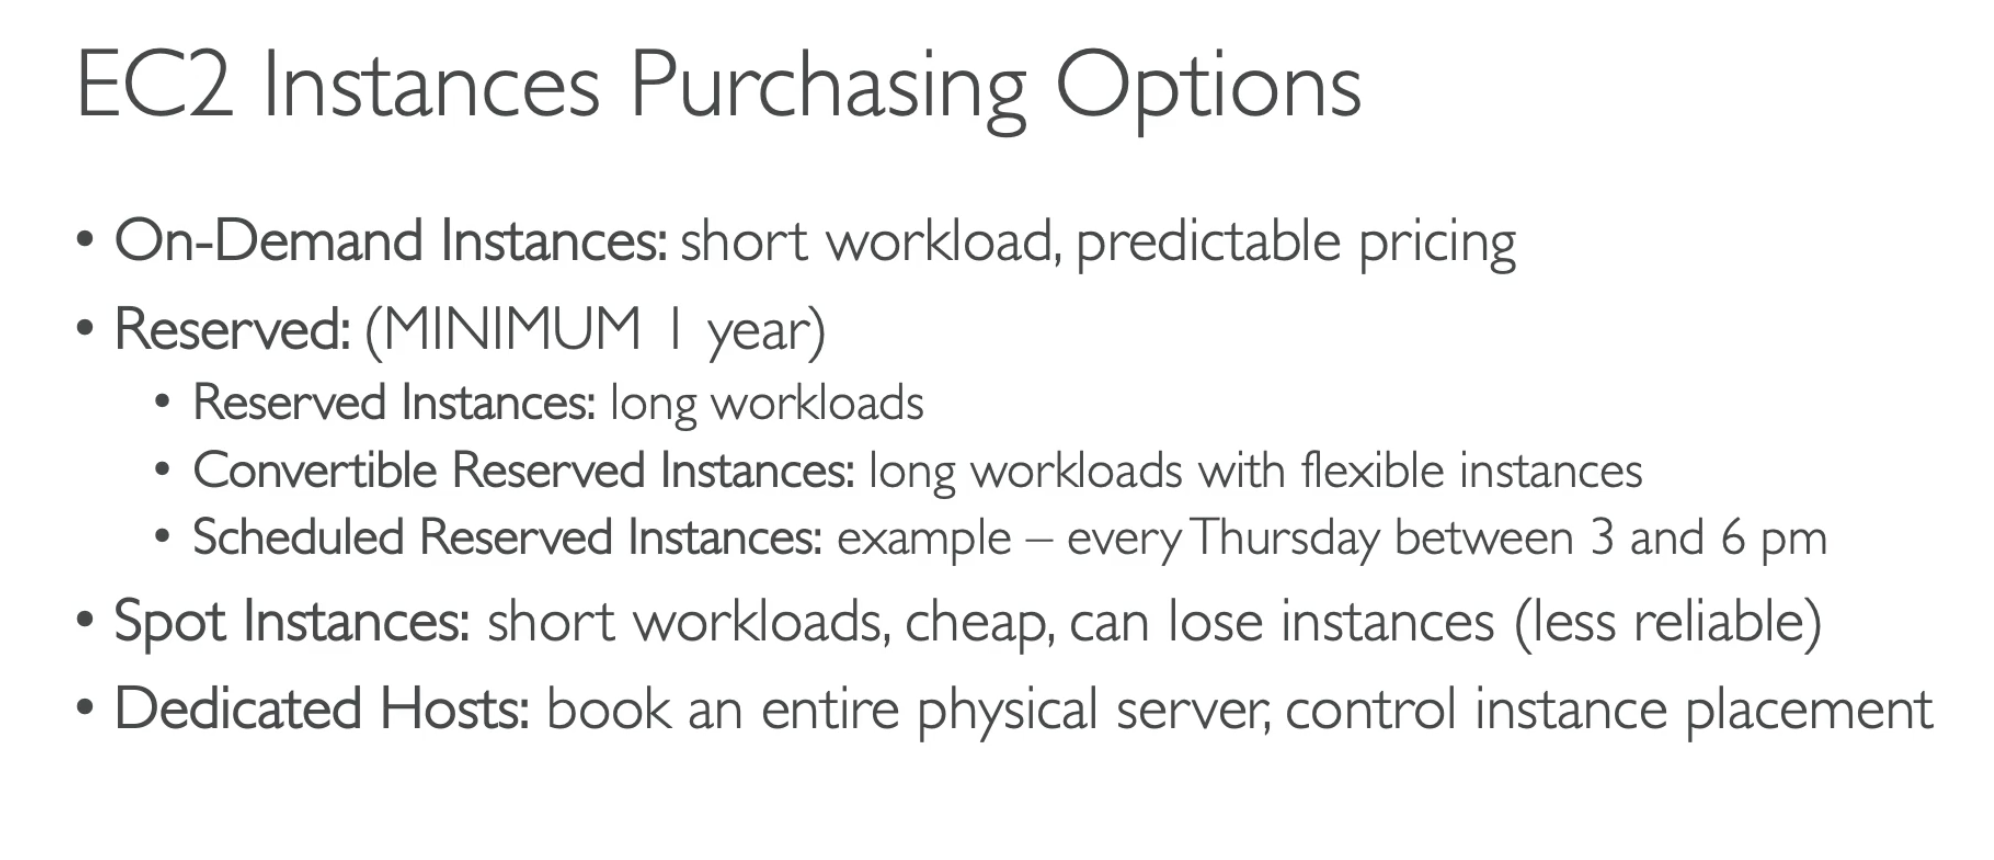 EC2 Instances Purchasing Options
• On-Demand Instances: short workload, predictable pricing
• Reserved: (MINIMUM 1 year)
• Reserved Instances: long workloads
• Convertible Reserved Instances: long workloads with flexible instances
• Scheduled Reserved Instances: example – every Thursday between 3 and 6 pm
• Spot Instances: short workloads, cheap, can lose instances (less reliable)
• Dedicated Hosts: book an entire physical server, control instance placement